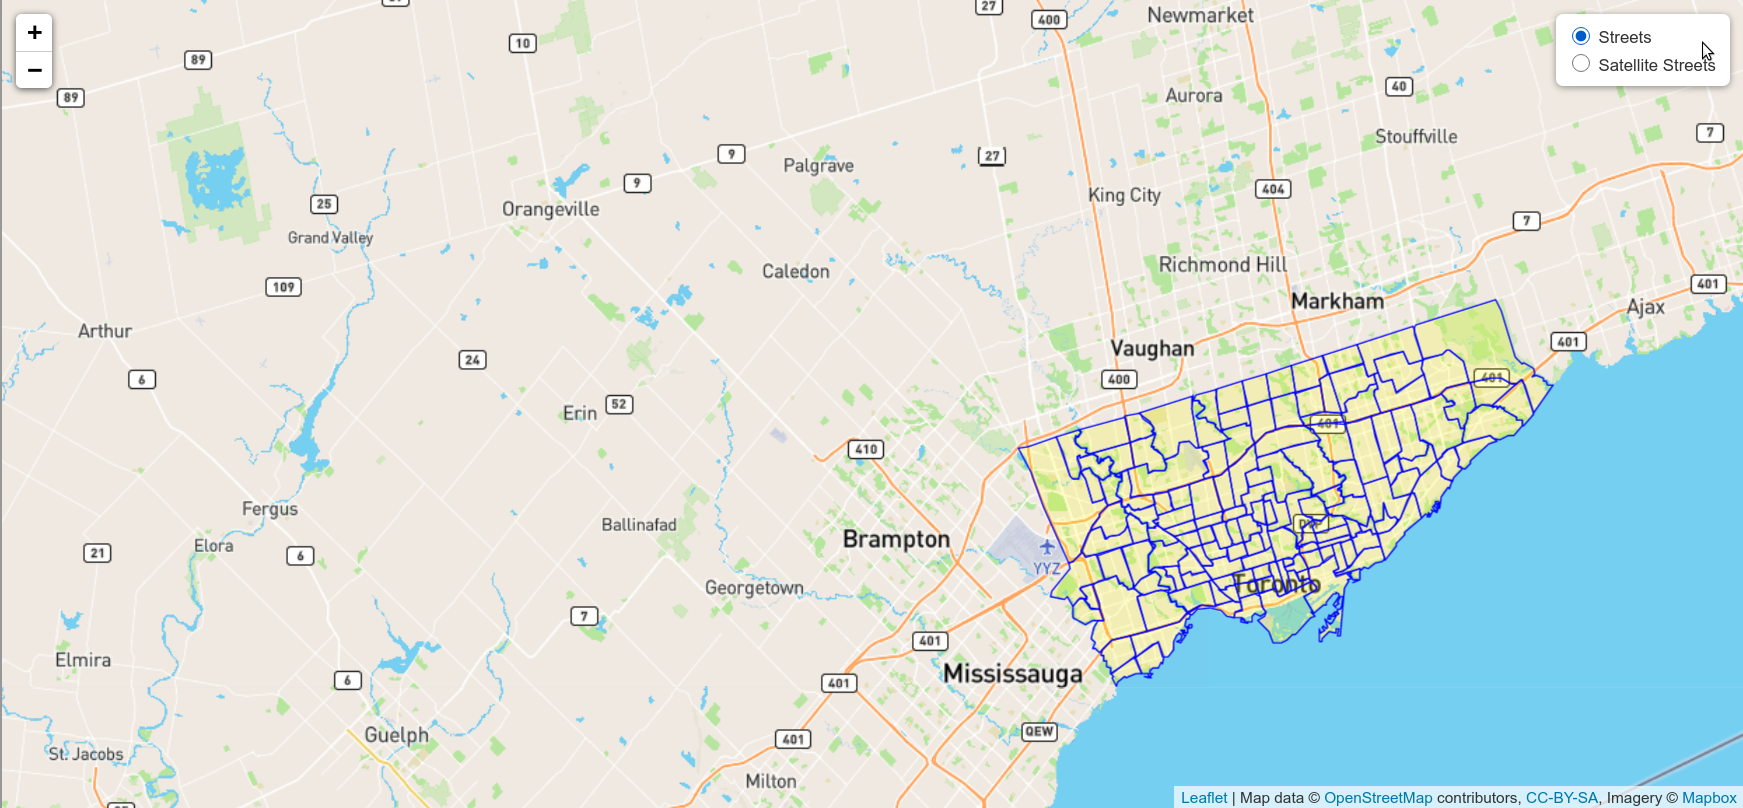 +
−
Streets
Satellite Streets
27
400
Newmarket
10
89
89
40
Aurora
Stouffville
7
9
27
Palgrave
9
404
King City
25
Orangeville
7
Grand Valley
Richmond Hill
Caledon
401
109
Markham
Ajax
Arthur
401
Vaughan
24
6
400
401
52
Erin
401
410
Fergus
Ballinafad
Brampton
Elora
21
6
YYZ
Toronto
Georgetown
7
401
Elmira
Mississauga
6
401
QEW
Guelph
401
St. Jacobs
Milton
Leaflet | Map data © OpenStreetMap contributors, CC-BY-SA, Imagery © Mapbox